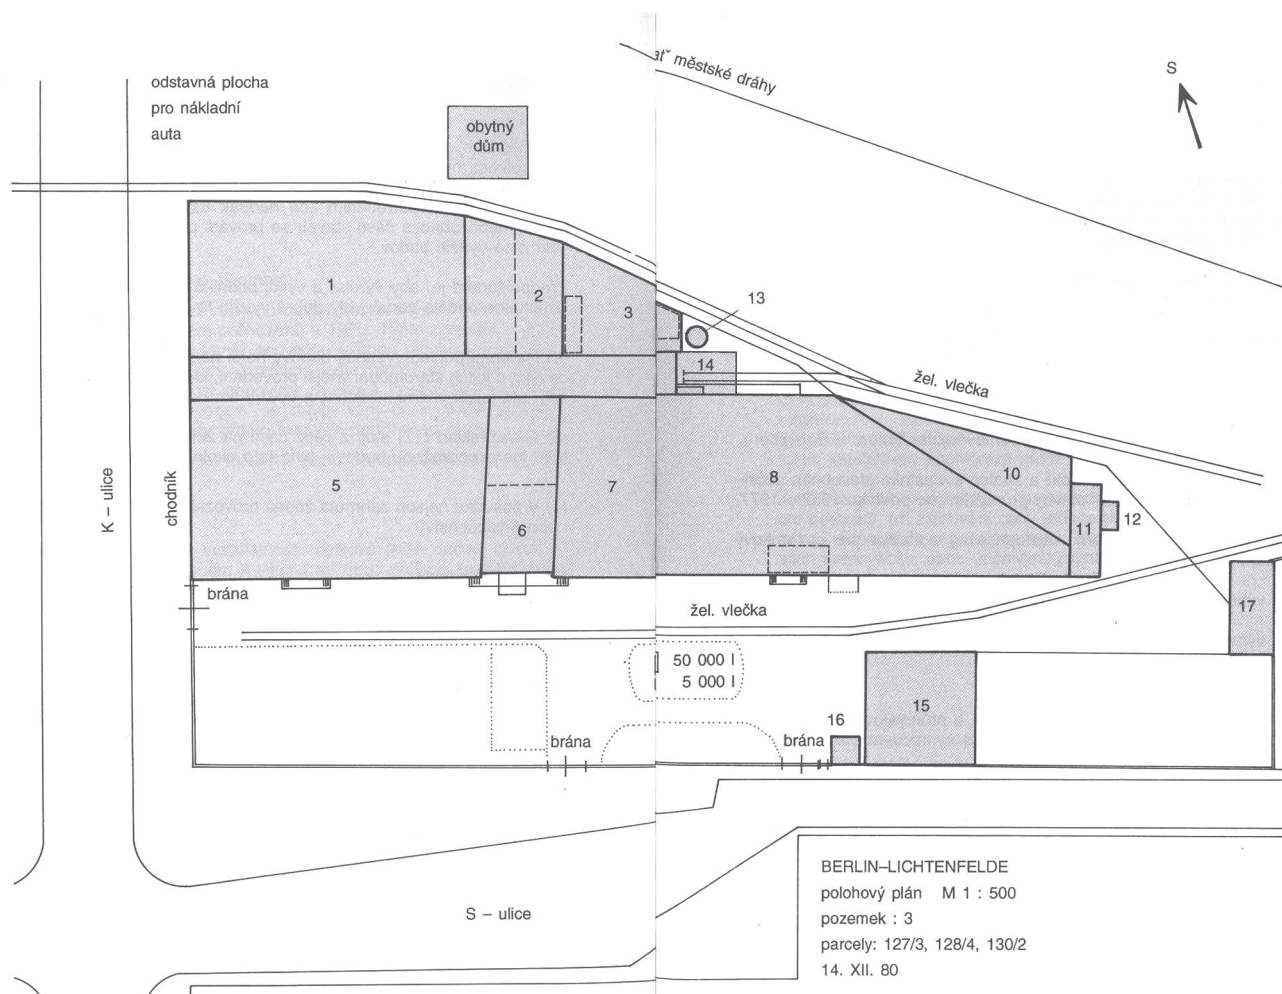 odstavná plocha
pro nákladní
auta
obytný
dům
ať městské dráhy
S
1
2
3
13
14
žel. vlečka
K – ulice
chodník
5
6
7
8
10
11
12
brána
žel. vlečka
17
50 000 l
5 000 l
15
16
brána
brána
S – ulice
BERLIN–LICHTENFELDE
polohový plán M 1 : 500
pozemek : 3
parcely: 127/3, 128/4, 130/2
14. XII. 80